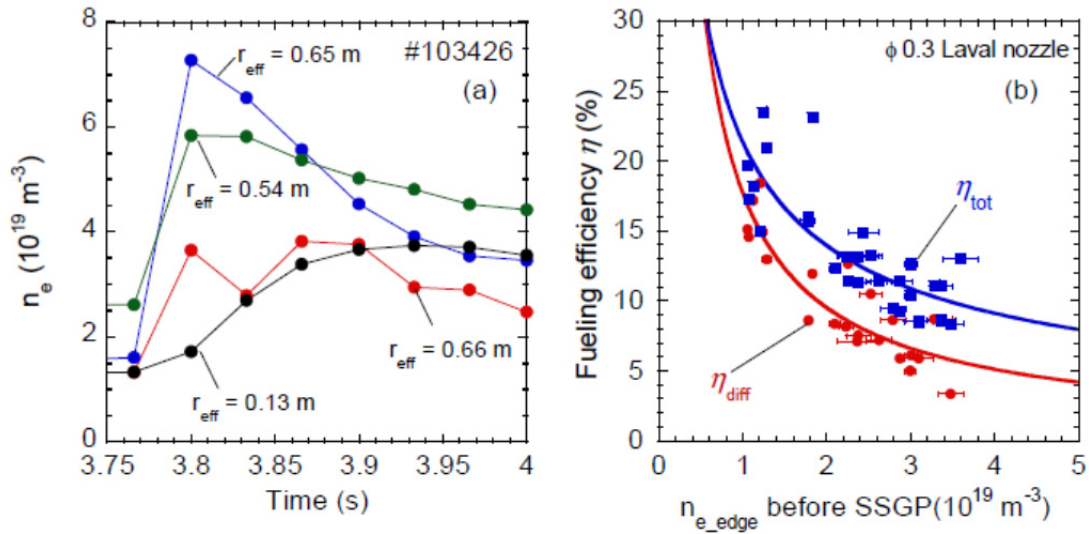 #103426
(a)
r_eff = 0.65 m
r_eff = 0.54 m
r_eff = 0.66 m
r_eff = 0.13 m
n_e (10^19 m^-3)
8
6
4
2
0
3.75 3.8 3.85 3.9 3.95 4
Time (s)
ϕ 0.3 Laval nozzle
(b)
η_tot
η_diff
Fueling efficiency η (%)
30
25
20
15
10
5
0
0 1 2 3 4 5
n_e_edge before SSGP(10^19 m^-3)